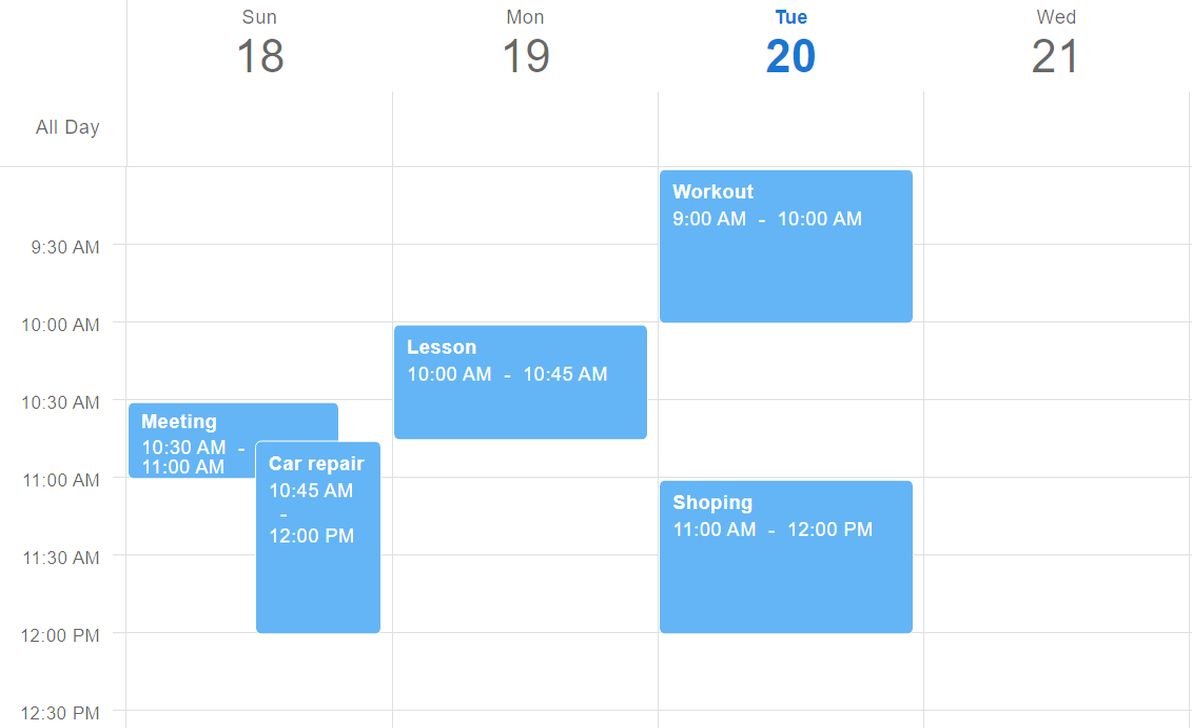 Sun
18
Mon
19
Tue
20
Wed
21
All Day
9:30 AM
10:00 AM
10:30 AM
11:00 AM
11:30 AM
12:00 PM
12:30 PM
Meeting
10:30 AM -
11:00 AM
Car repair
10:45 AM
-
12:00 PM
Lesson
10:00 AM - 10:45 AM
Workout
9:00 AM - 10:00 AM
Shoping
11:00 AM - 12:00 PM